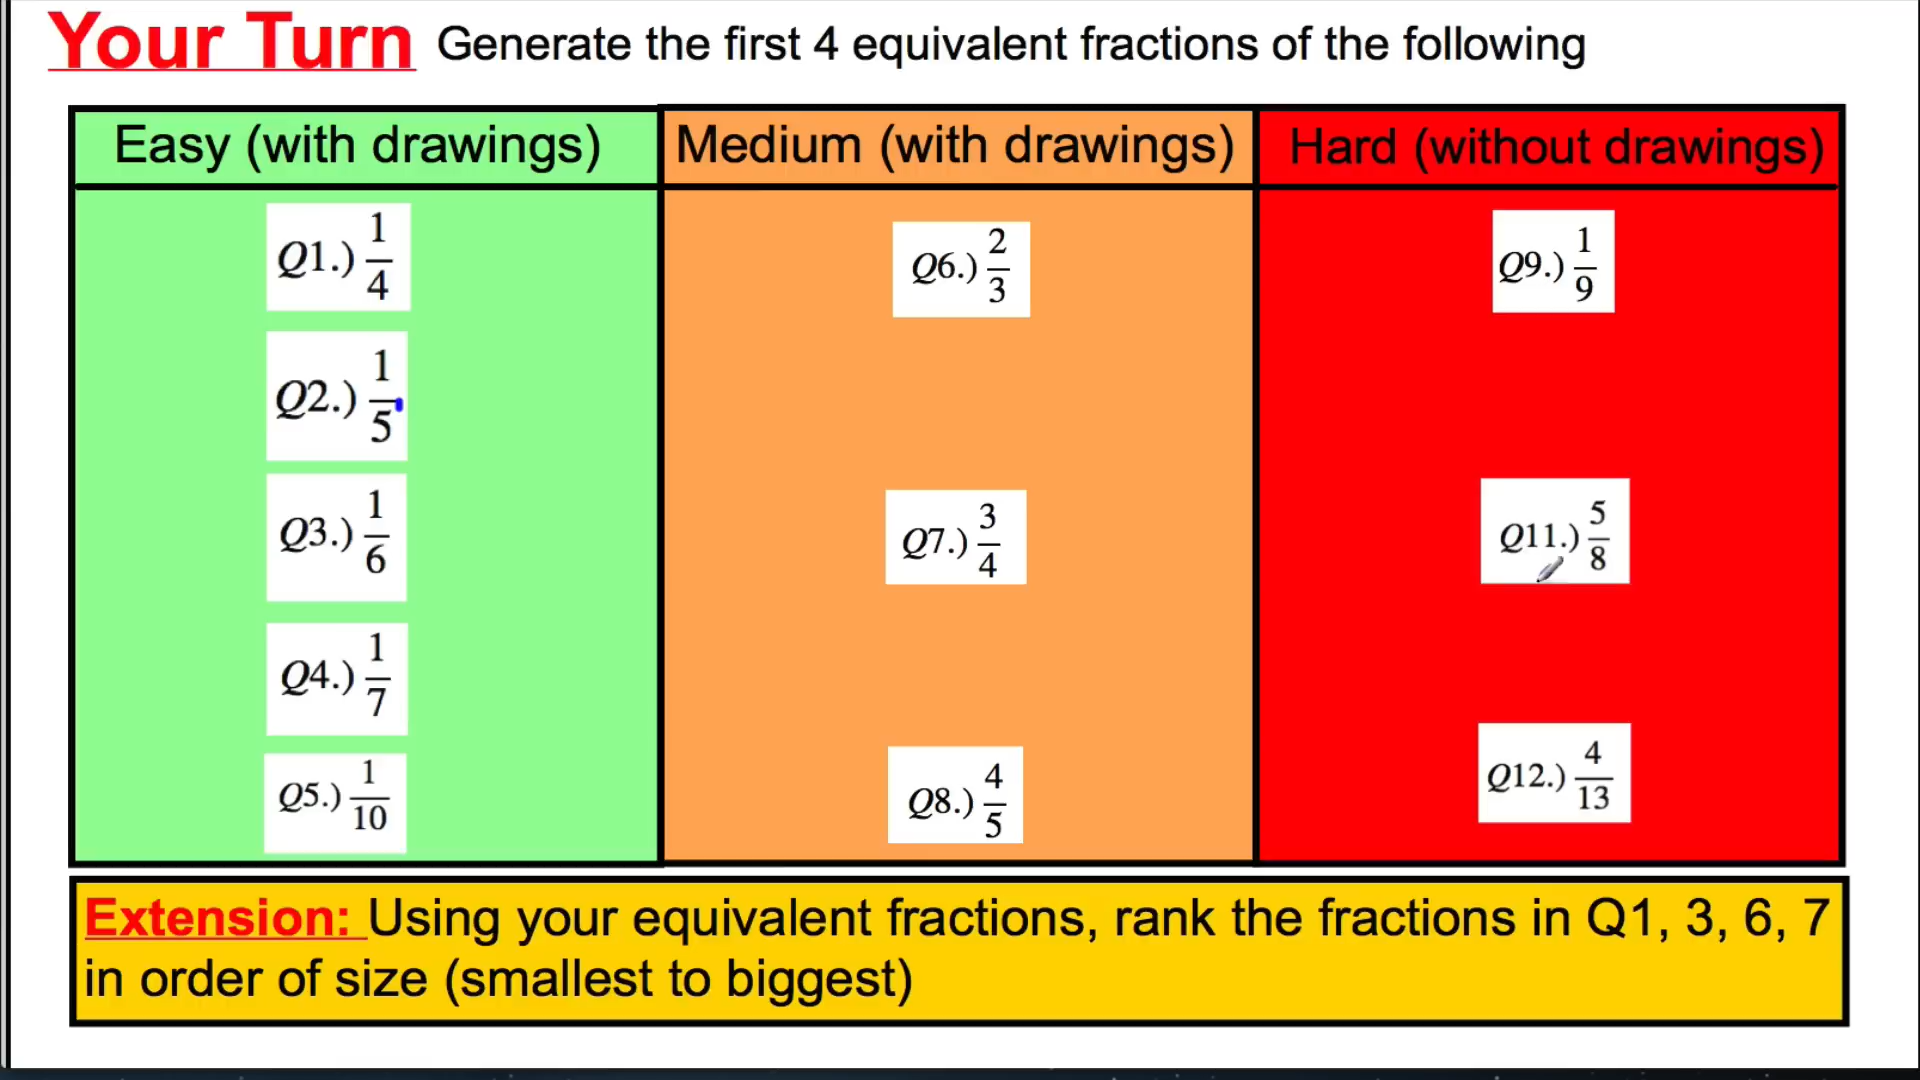 Your Turn Generate the first 4 equivalent fractions of the following
Easy (with drawings)
Q1.) 1/4
Q2.) 1/5
Q3.) 1/6
Q4.) 1/7
Q5.) 1/10
Medium (with drawings)
Q6.) 2/3
Q7.) 3/4
Q8.) 4/5
Hard (without drawings)
Q9.) 1/9
Q11.) 5/8
Q12.) 4/13
Extension: Using your equivalent fractions, rank the fractions in Q1, 3, 6, 7
in order of size (smallest to biggest)